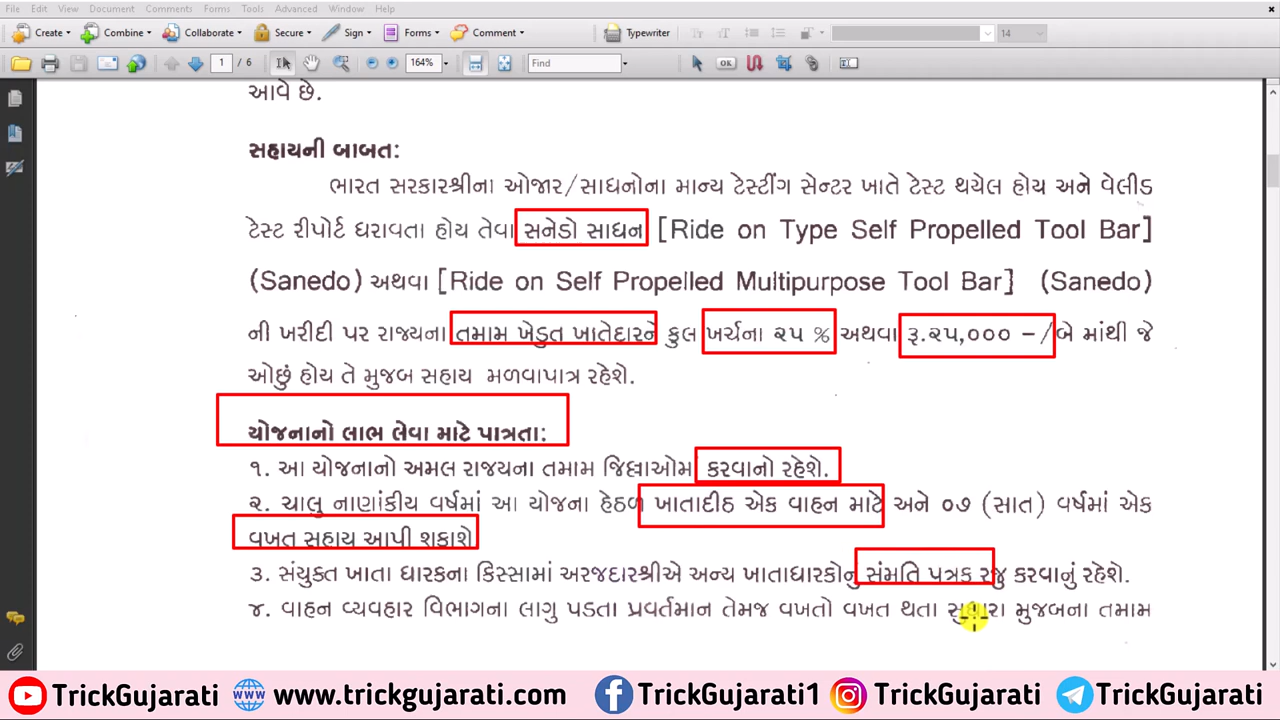 File Edit View Document Comments Forms Tools Advanced Window Help
Create Combine Collaborate Secure Sign Forms Comment Typewriter 14
1 / 6 164% Find OK
આવે છે.
સહાયની બાબત:
ભારત સરકારશ્રીના ઓજાર/સાધનોના માન્ય ટેસ્ટીંગ સેન્ટર ખાતે ટેસ્ટ થયેલ હોય અને વેલીડ
ટેસ્ટ રીપોર્ટ ધરાવતા હોય તેવા સનેડો સાધન [Ride on Type Self Propelled Tool Bar]
(Sanedo) અથવા [Ride on Self Propelled Multipurpose Tool Bar] (Sanedo)
ની ખરીદી પર રાજ્યના તમામ ખેડુત ખાતેદારને કુલ ખર્ચના ૨૫ % અથવા રૂ.૨૫,૦૦૦ –/ બે માંથી જે
ઓછું હોય તે મુજબ સહાય મળવાપાત્ર રહેશે.
યોજનાનો લાભ લેવા માટે પાત્રતા:
૧. આ યોજનાનો અમલ રાજયના તમામ જિલ્લાઓમ કરવાનો રહેશે.
૨. ચાલુ નાણાંકીય વર્ષમાં આ યોજના હેઠળ ખાતાદીઠ એક વાહન માટે અને ૦૭ (સાત) વર્ષમાં એક
વખત સહાય આપી શકાશે
૩. સંયુક્ત ખાતા ધારકના કિસ્સામાં અરજદારશ્રીએ અન્ય ખાતાધારકોનુ સંમતિ પત્રક રજુ કરવાનું રહેશે.
૪. વાહન વ્યવહાર વિભાગના લાગુ પડતા પ્રવર્તમાન તેમજ વખતો વખત થતા સુધારા મુજબના તમામ
TrickGujarati www.trickgujarati.com TrickGujarati1 TrickGujarati TrickGujarati